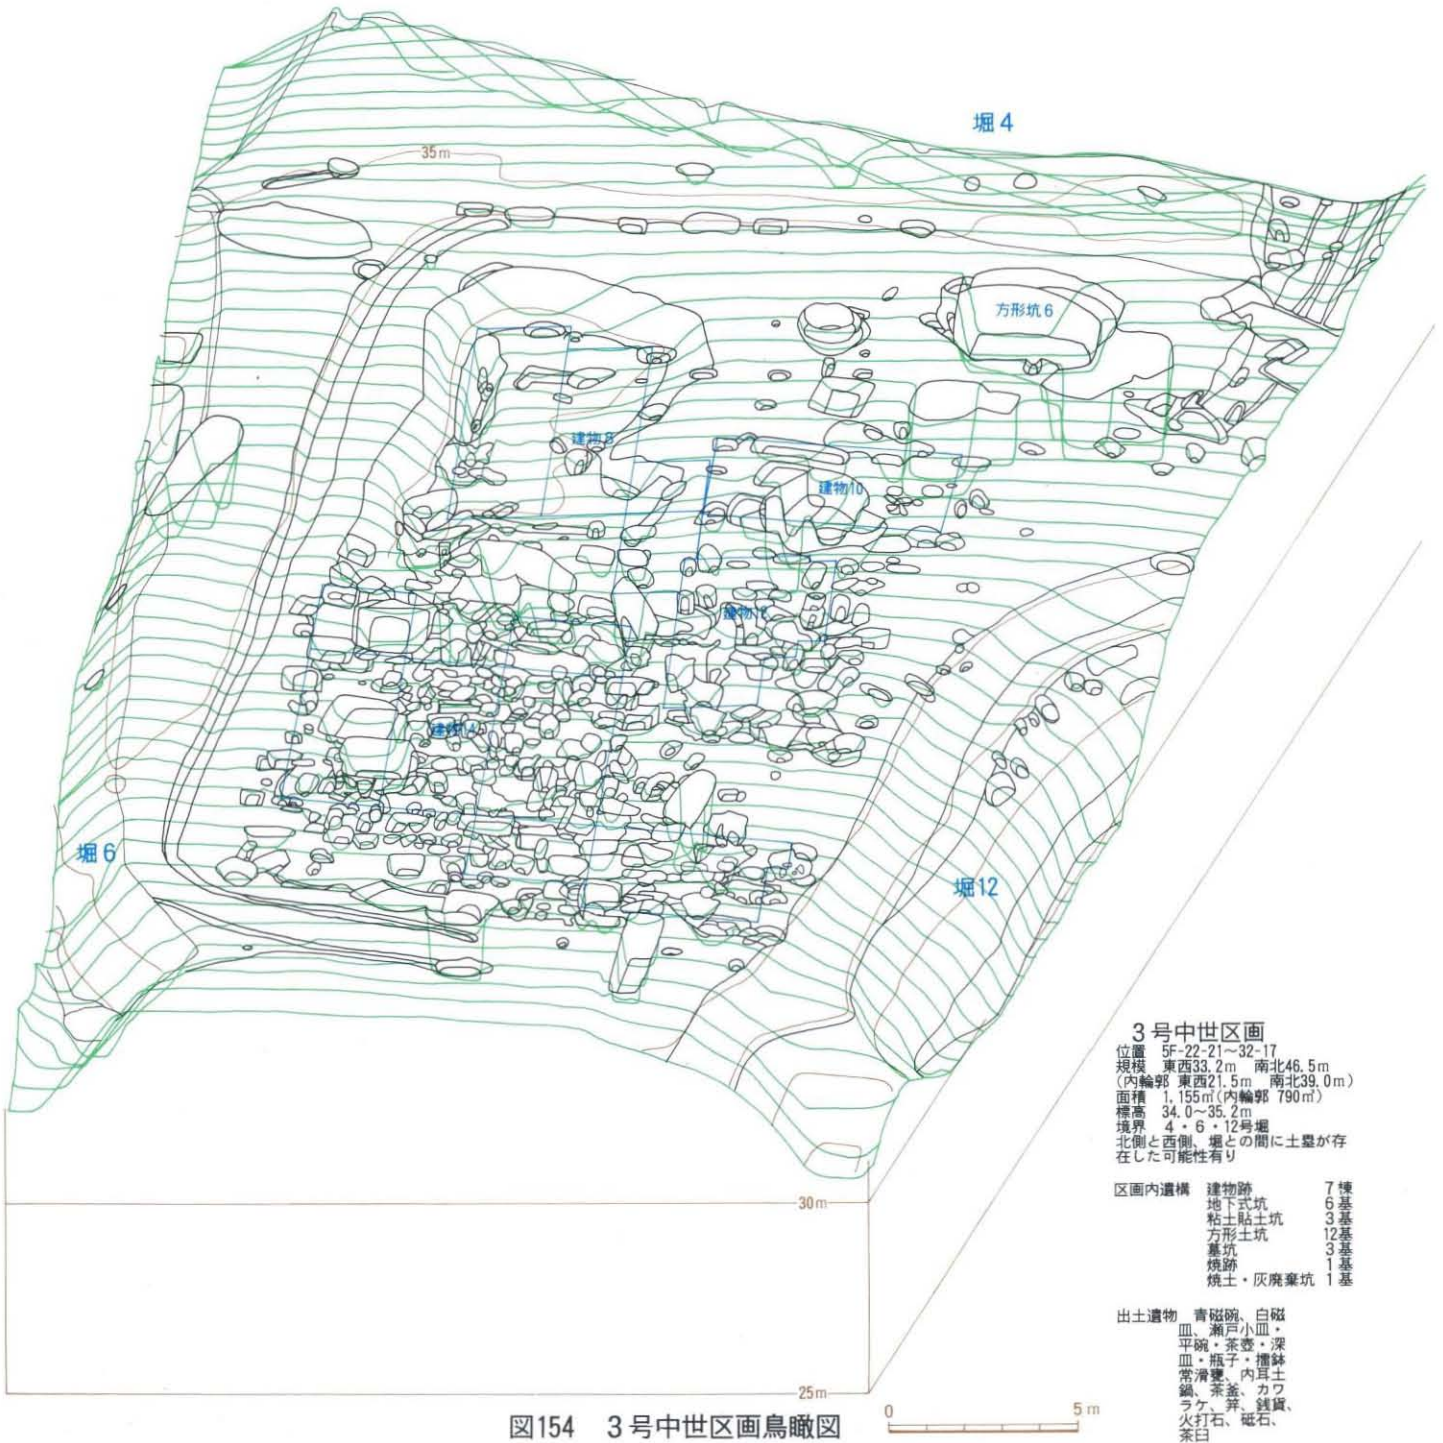 堀4
35m
方形坑6
建物8
建物10
建物14
堀6
堀12
3号中世区画
位置 5F-22-21～32-17
規模 東西33.2m 南北46.5m
(内輪郭 東西21.5m 南北39.0m)
面積 1,155㎡(内輪郭 790㎡)
標高 34.0～35.2m
境界 4・6・12号堀
北側と西側、堀との間に土塁が存
在した可能性有り
区画内遺構 建物跡 7棟
地下式坑 6基
粘土貼土坑 3基
方形土坑 12基
墓坑 3基
焼跡 1基
焼土・灰廃棄坑 1基
出土遺物 青磁碗、白磁
皿、瀬戸小皿・
平碗・茶壺・深
皿・瓶子・擂鉢
常滑甕、内耳土
鍋、茶釜、カワ
ラケ、笄、銭貨、
火打石、砥石、
茶臼
30m
25m
0 5m
図154 3号中世区画鳥瞰図